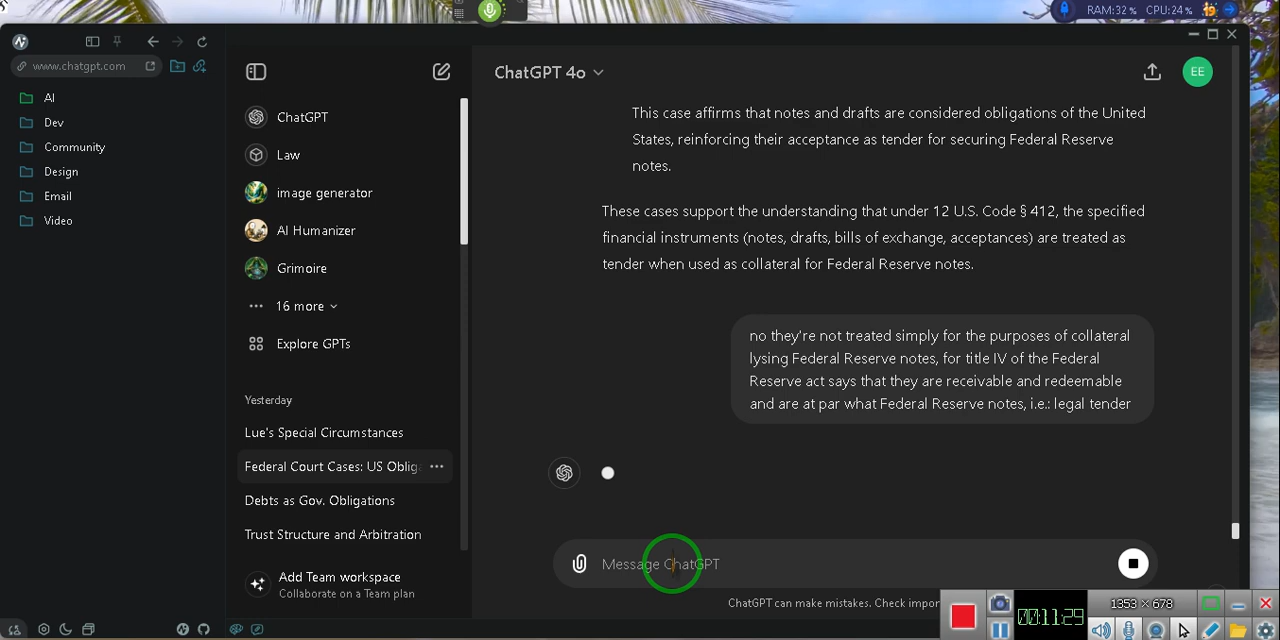 RAM:32 % CPU:24 %
19
www.chatgpt.com
AI
Dev
Community
Design
Email
Video
ChatGPT
Law
image generator
AI Humanizer
Grimoire
16 more
Explore GPTs
Yesterday
Lue's Special Circumstances
Federal Court Cases: US Oblig
Debts as Gov. Obligations
Trust Structure and Arbitration
Add Team workspace
Collaborate on a Team plan
ChatGPT 4o
EE
This case affirms that notes and drafts are considered obligations of the United
States, reinforcing their acceptance as tender for securing Federal Reserve
notes.
These cases support the understanding that under 12 U.S. Code § 412, the specified
financial instruments (notes, drafts, bills of exchange, acceptances) are treated as
tender when used as collateral for Federal Reserve notes.
no they're not treated simply for the purposes of collateral
lysing Federal Reserve notes, for title IV of the Federal
Reserve act says that they are receivable and redeemable
and are at par what Federal Reserve notes, i.e.: legal tender
Message ChatGPT
ChatGPT can make mistakes. Check impor
1353 × 678
00:11:29